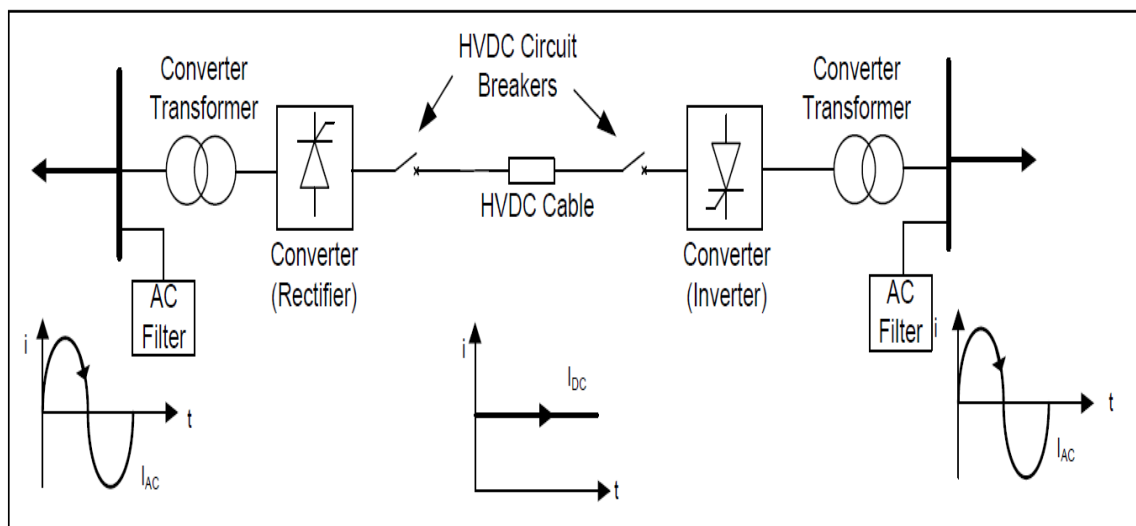 HVDC Circuit
Breakers
Converter
Transformer
Converter
Transformer
HVDC Cable
Converter
(Rectifier)
Converter
(Inverter)
AC
Filter
AC
Filter
i
t
I_AC
i
I_DC
t
i
t
I_AC